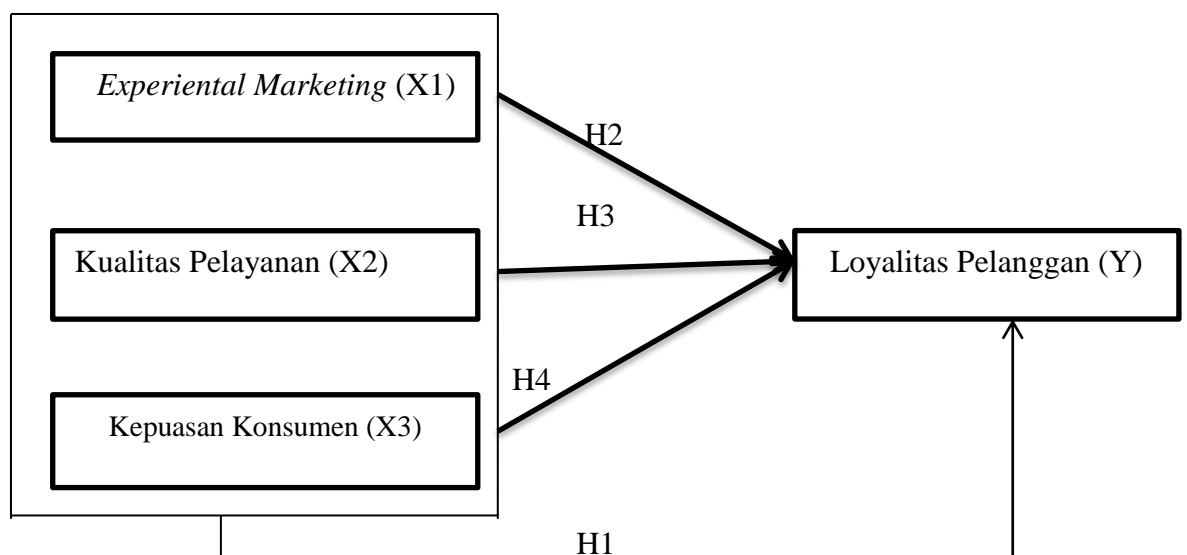 Experiental Marketing (X1)
H2
H3
Kualitas Pelayanan (X2)
Loyalitas Pelanggan (Y)
H4
Kepuasan Konsumen (X3)
H1